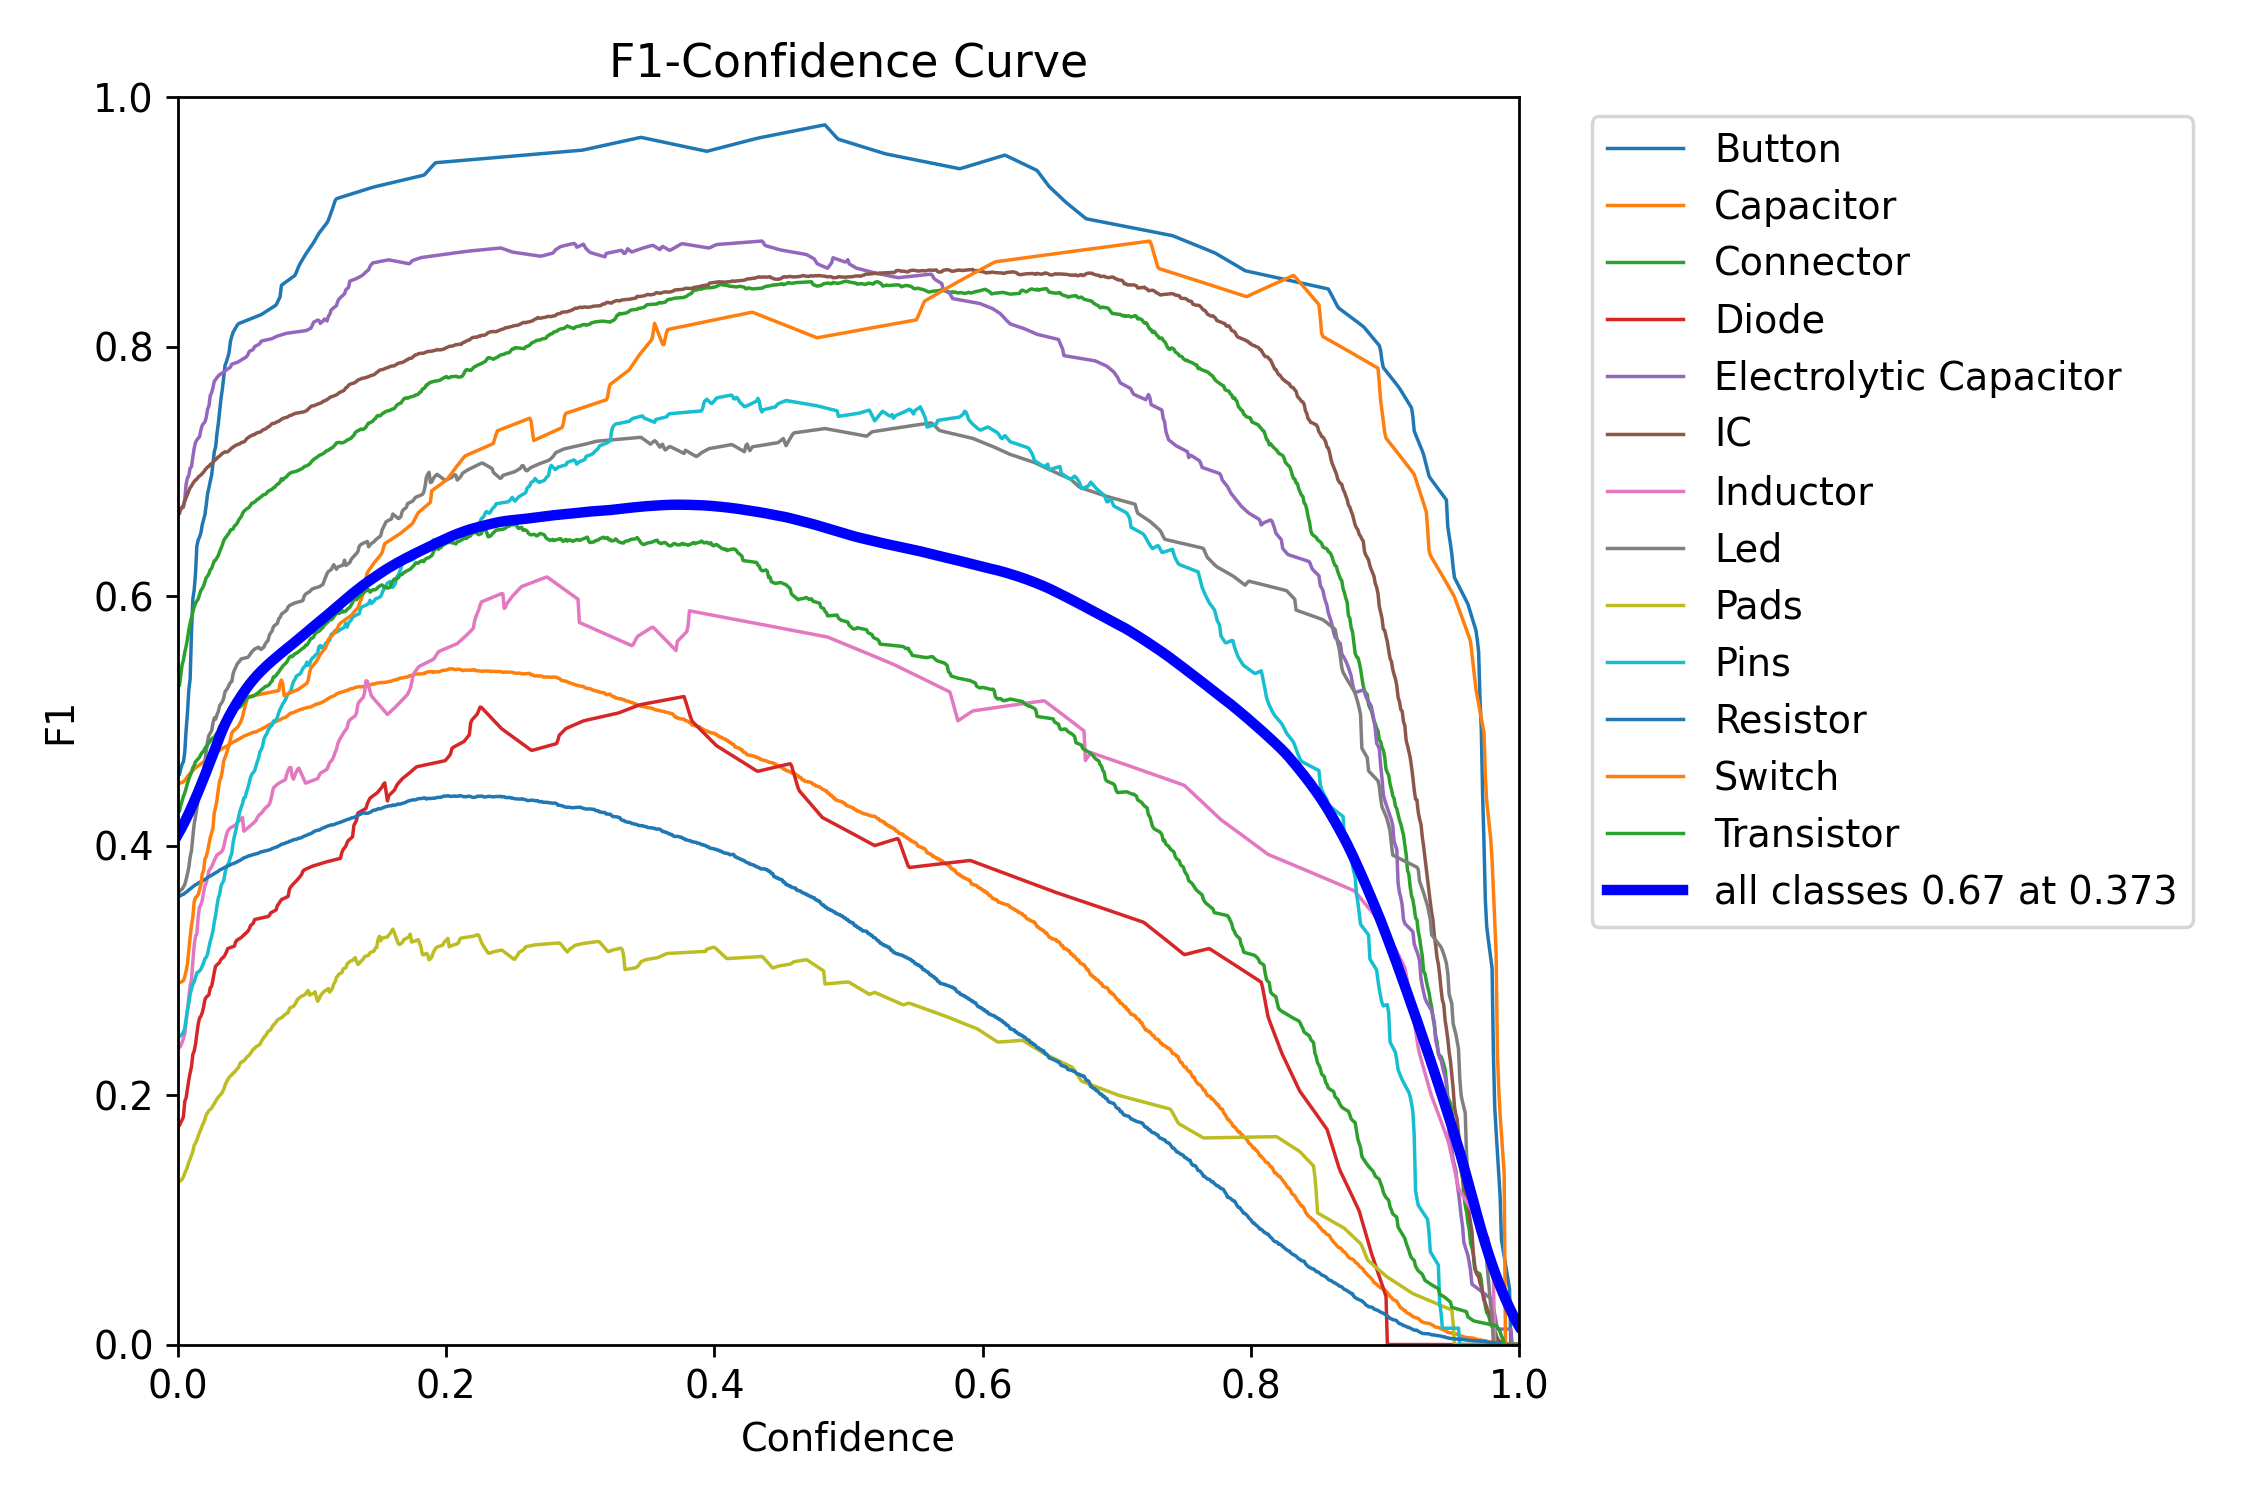 F1-Confidence Curve
1.0
0.8
0.6
0.4
0.2
0.0
F1
0.0 0.2 0.4 0.6 0.8 1.0
Confidence
Button
Capacitor
Connector
Diode
Electrolytic Capacitor
IC
Inductor
Led
Pads
Pins
Resistor
Switch
Transistor
all classes 0.67 at 0.373